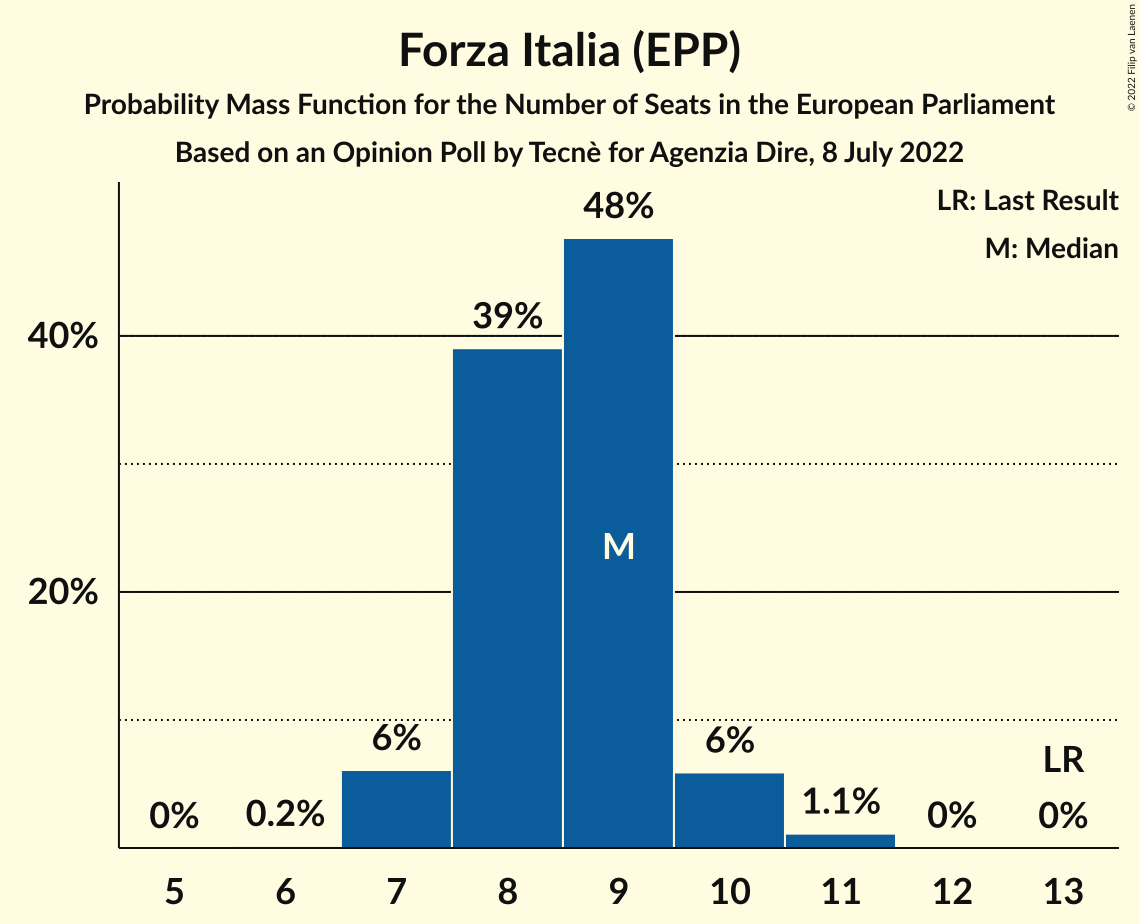 Forza Italia (EPP)
Probability Mass Function for the Number of Seats in the European Parliament
Based on an Opinion Poll by Tecnè for Agenzia Dire, 8 July 2022
© 2022 Filip van Laenen
LR: Last Result
M: Median
48%
39%
40%
M
20%
6%
6%
LR
0%
0.2%
1.1%
0%
0%
5 6 7 8 9 10 11 12 13